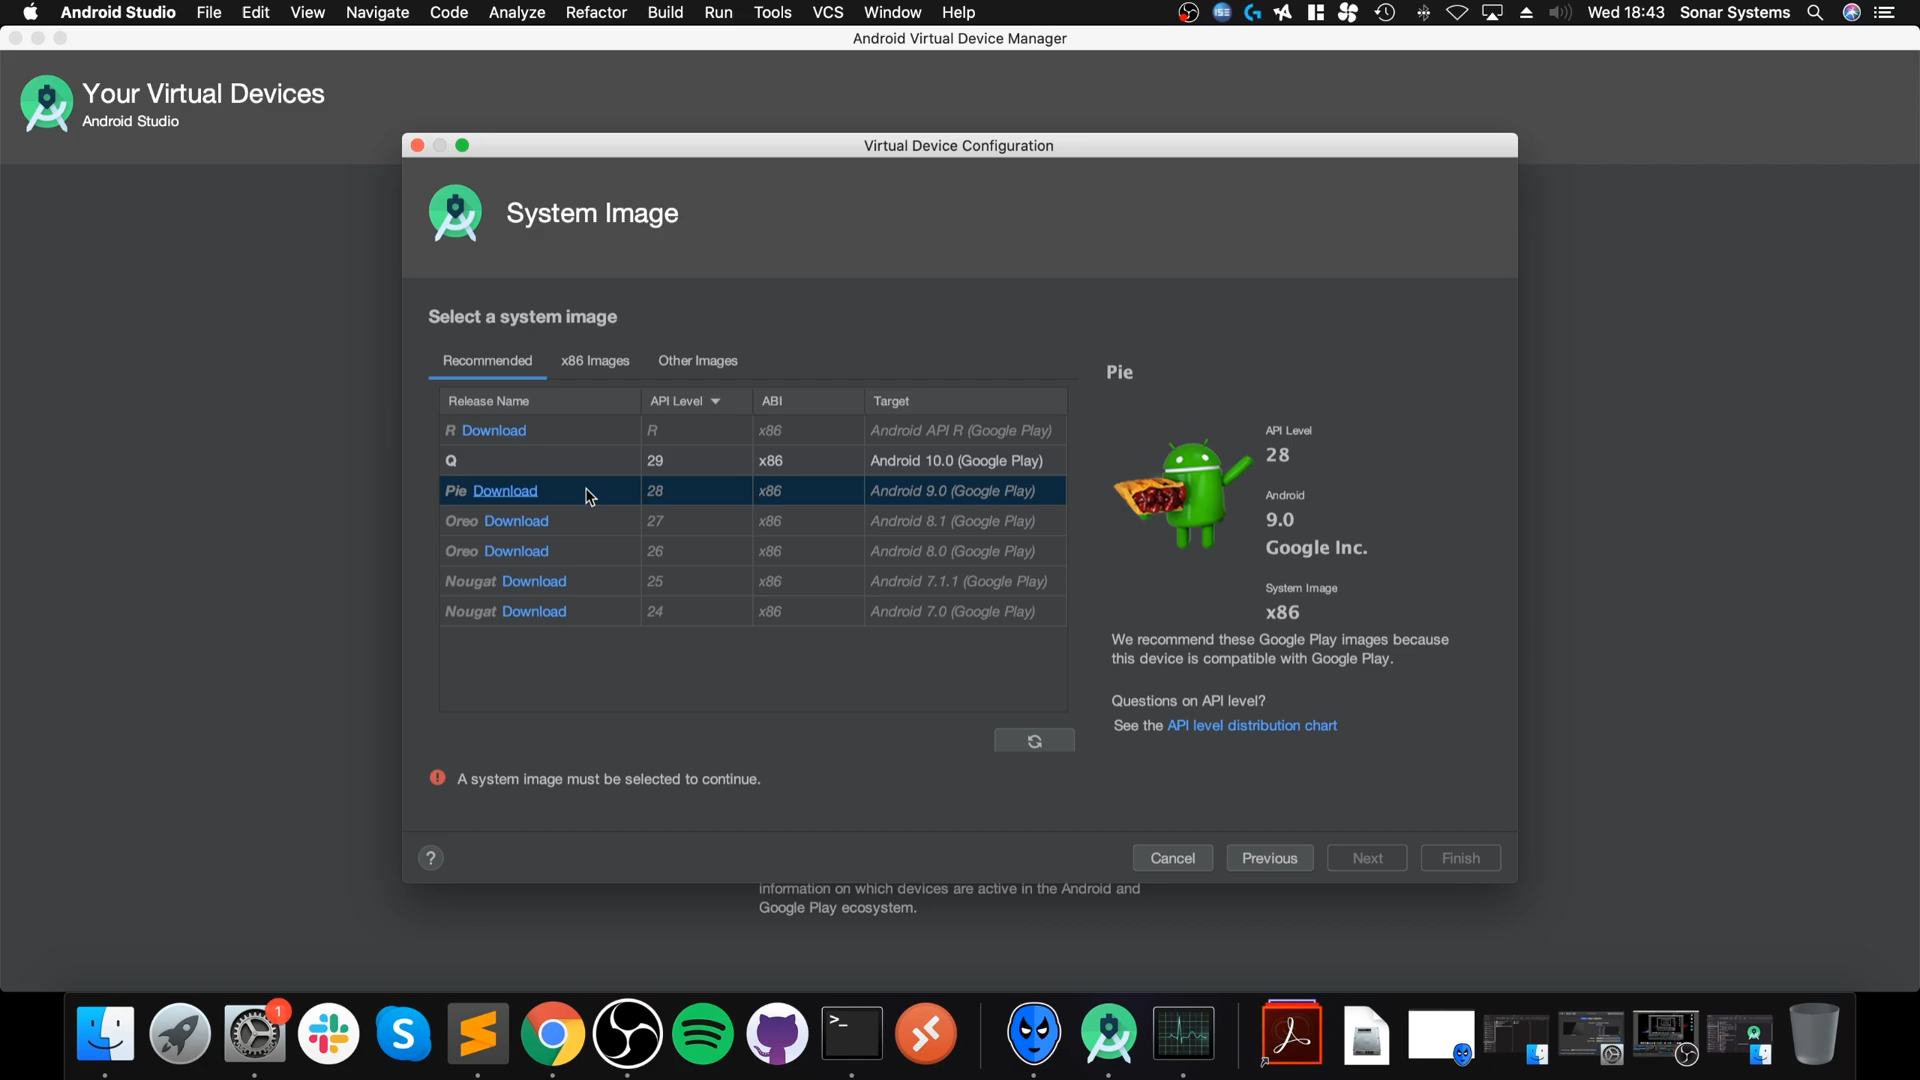 Android Studio File Edit View Navigate Code Analyze Refactor Build Run Tools VCS Window Help
ISE
Wed 18:43 Sonar Systems
Android Virtual Device Manager
Your Virtual Devices
Android Studio
Virtual Device Configuration
System Image
Select a system image
Recommended x86 Images Other Images
Release Name API Level ABI Target
R Download R x86 Android API R (Google Play)
Q 29 x86 Android 10.0 (Google Play)
Pie Download 28 x86 Android 9.0 (Google Play)
Oreo Download 27 x86 Android 8.1 (Google Play)
Oreo Download 26 x86 Android 8.0 (Google Play)
Nougat Download 25 x86 Android 7.1.1 (Google Play)
Nougat Download 24 x86 Android 7.0 (Google Play)
Pie
API Level
28
Android
9.0
Google Inc.
System Image
x86
We recommend these Google Play images because
this device is compatible with Google Play.
Questions on API level?
See the API level distribution chart
A system image must be selected to continue.
? Cancel Previous Next Finish
information on which devices are active in the Android and
Google Play ecosystem.
1